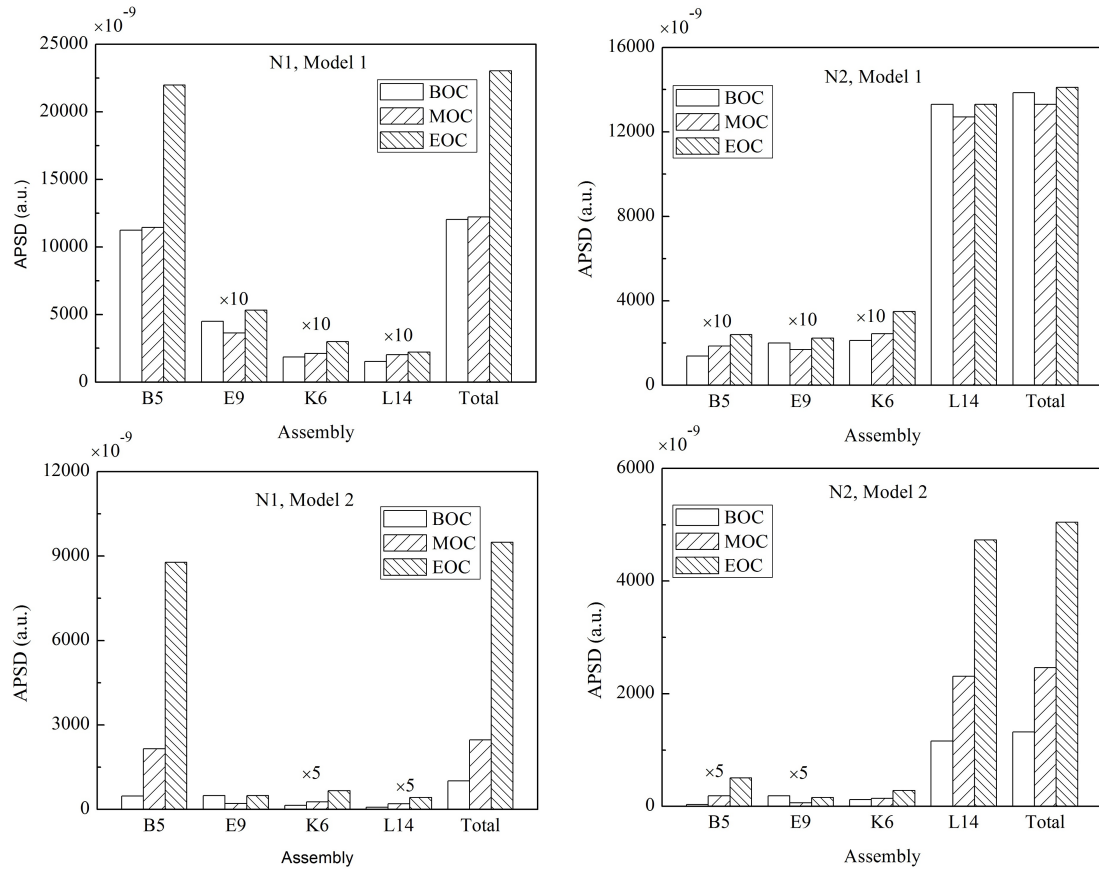 ×10⁻⁹
25000
20000
15000
10000
5000
0
APSD (a.u.)
N1, Model 1
BOC
MOC
EOC
×10
×10
×10
B5 E9 K6 L14 Total
Assembly
×10⁻⁹
16000
12000
8000
4000
0
APSD (a.u.)
N2, Model 1
BOC
MOC
EOC
×10
×10
×10
B5 E9 K6 L14 Total
Assembly
×10⁻⁹
12000
9000
6000
3000
0
APSD (a.u.)
N1, Model 2
BOC
MOC
EOC
×5
×5
B5 E9 K6 L14 Total
Assembly
×10⁻⁹
6000
4000
2000
0
APSD (a.u.)
N2, Model 2
BOC
MOC
EOC
×5
×5
B5 E9 K6 L14 Total
Assembly